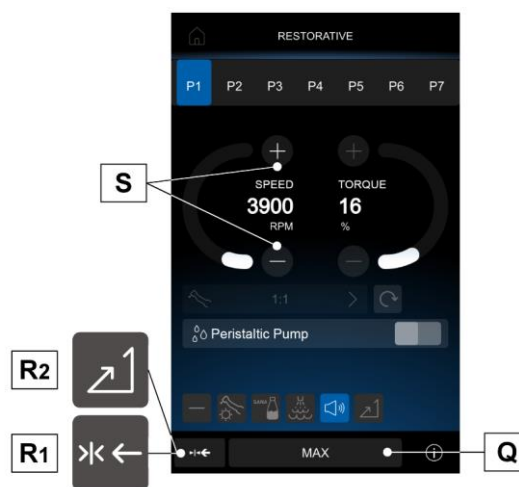 RESTORATIVE
P1 P2 P3 P4 P5 P6 P7
S
SPEED TORQUE
3900 16
RPM %
1:1
Peristaltic Pump
R2
SANA
R1
MAX
Q